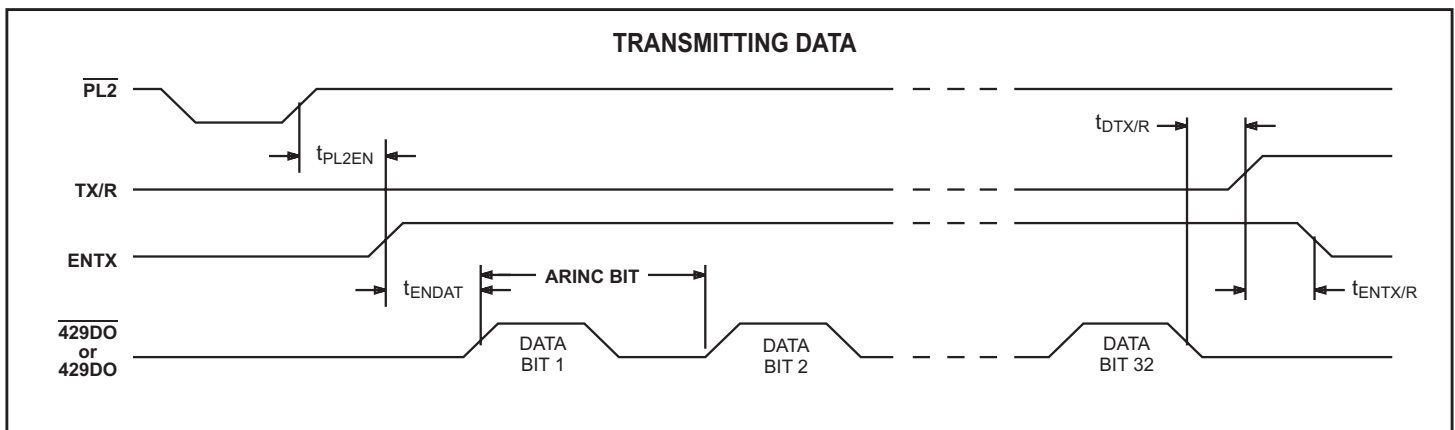 TRANSMITTING DATA
PL2
tDTX/R
tPL2EN
TX/R
ENTX
ARINC BIT
tENDAT
tENTX/R
429DO
or
429DO
DATA
BIT 1
DATA
BIT 2
DATA
BIT 32